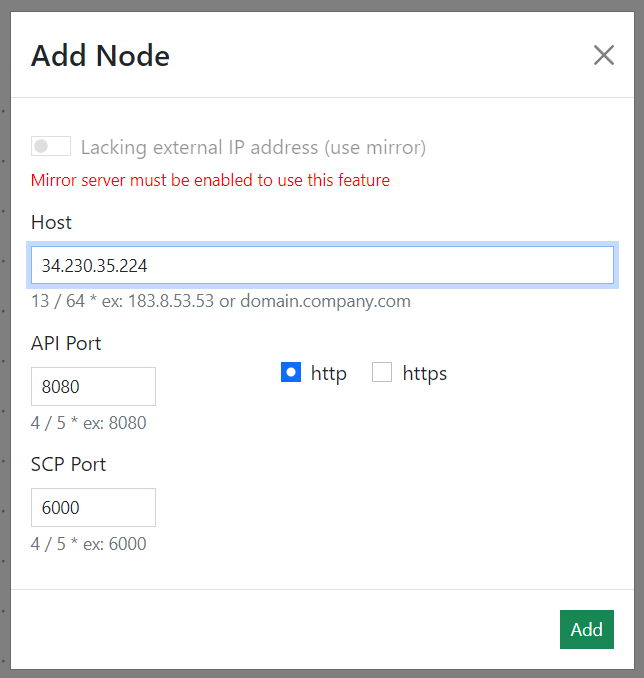 Add Node
Lacking external IP address (use mirror)
Mirror server must be enabled to use this feature
Host
34.230.35.224
13 / 64 * ex: 183.8.53.53 or domain.company.com
API Port
8080
http
https
4 / 5 * ex: 8080
SCP Port
6000
4 / 5 * ex: 6000
Add